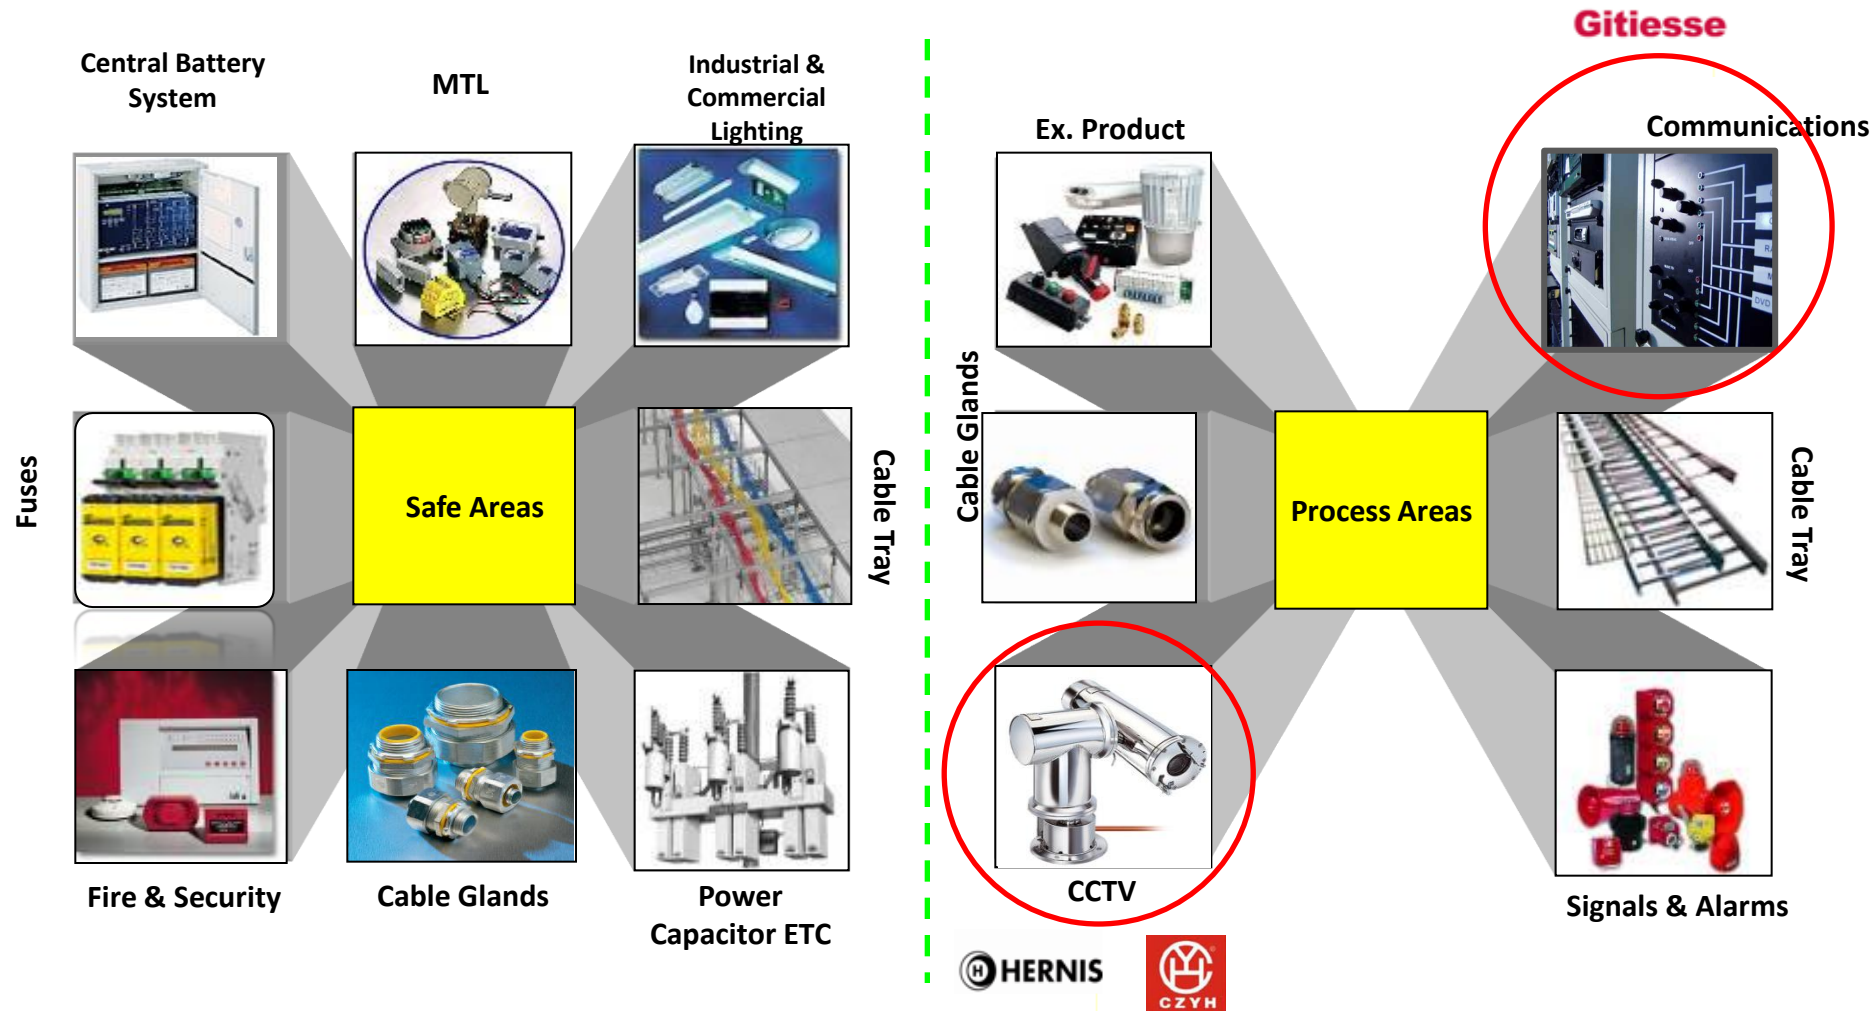 Gitiesse
Central Battery
System
MTL
Industrial &
Commercial
Lighting
Ex. Product
Communications
Fuses
Safe Areas
Cable Tray
Cable Glands
Process Areas
Cable Tray
Fire & Security
Cable Glands
Power
Capacitor ETC
CCTV
Signals & Alarms
HERNIS
CZYH